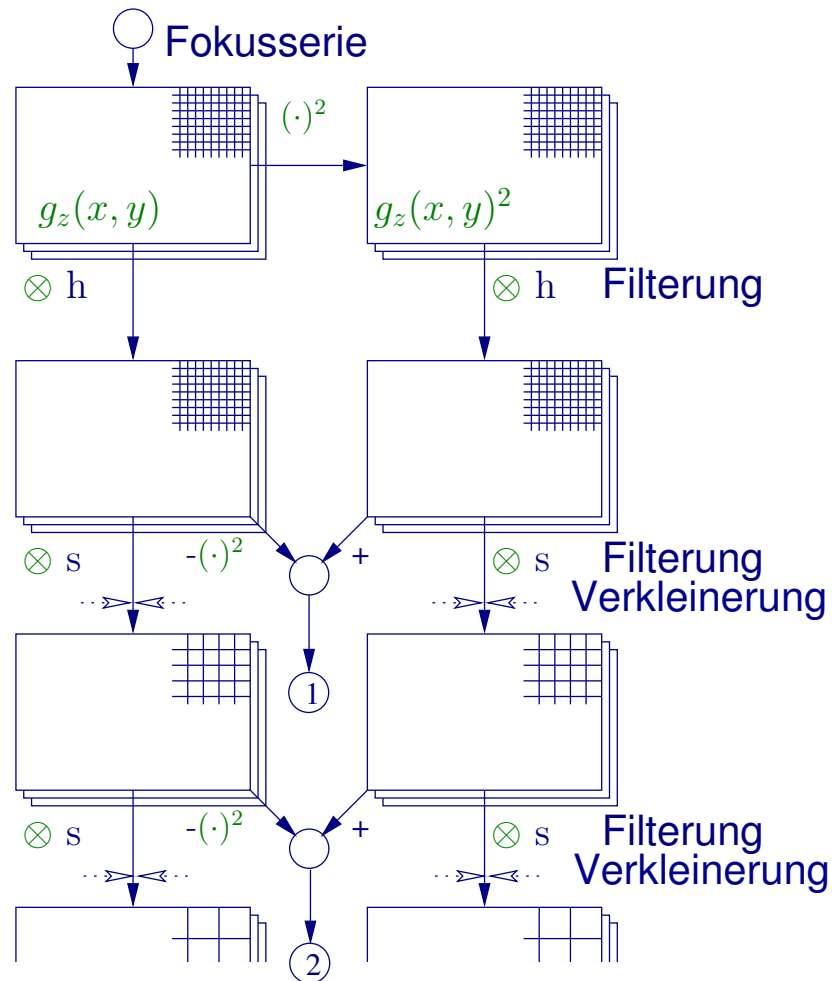 Fokusserie
(·)²
g_z(x, y)
g_z(x, y)²
⊗ h
⊗ h
Filterung
⊗ s
-(·)²
+
⊗ s
Filterung
Verkleinerung
1
⊗ s
-(·)²
+
⊗ s
Filterung
Verkleinerung
2